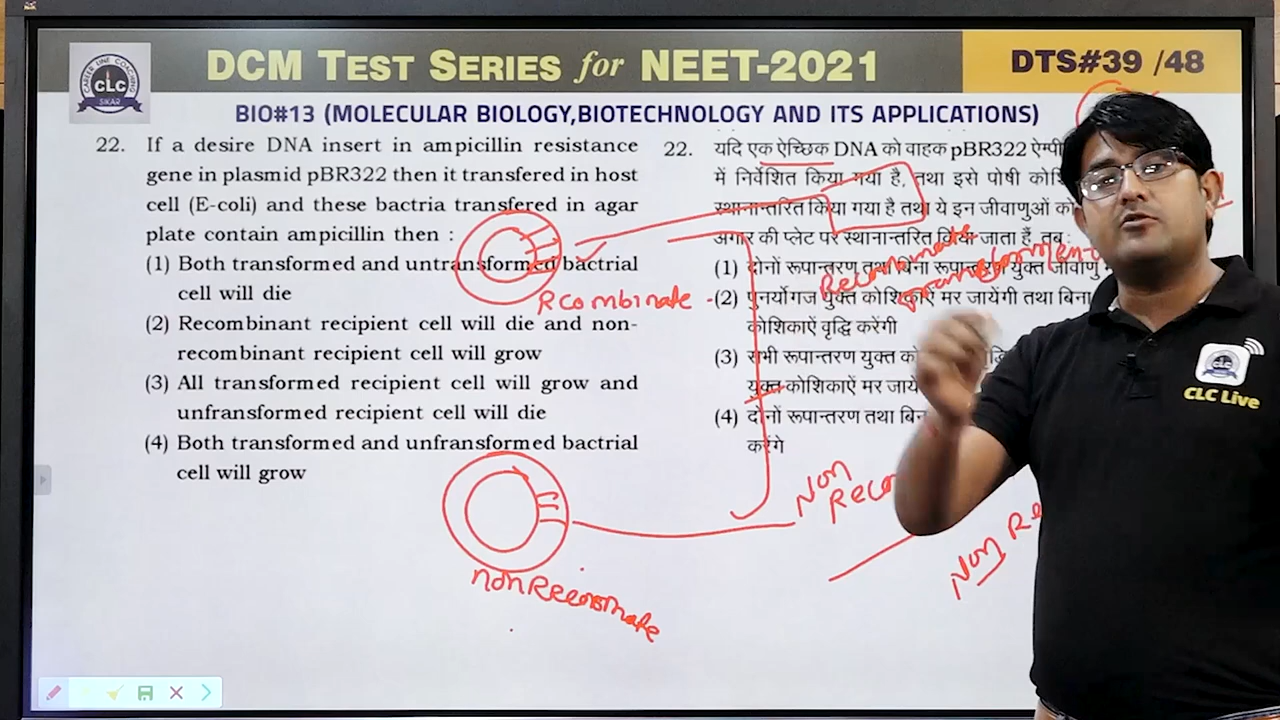 DCM TEST SERIES for NEET-2021
DTS#39 /48
CAREER LINE COACHING
CLC
SIKAR
BIO#13 (MOLECULAR BIOLOGY,BIOTECHNOLOGY AND ITS APPLICATIONS)
22. If a desire DNA insert in ampicillin resistance
gene in plasmid pBR322 then it transfered in host
cell (E-coli) and these bactria transfered in agar
plate contain ampicillin then :
(1) Both transformed and untransformed bactrial
cell will die
(2) Recombinant recipient cell will die and non-
recombinant recipient cell will grow
(3) All transformed recipient cell will grow and
unfransformed recipient cell will die
(4) Both transformed and unfransformed bactrial
cell will grow
22. यदि एक ऐच्छिक DNA को वाहक pBR322 ऐम्पी
में निर्वेशित किया गया है, तथा इसे पोषी कोशि
स्थानान्तरित किया गया है तथा ये इन जीवाणुओं को
अगार की प्लेट पर स्थानान्तरित किया जाता हैं, तब :
(1) दोनों रूपान्तरण तथा बिना रूपान्तरण युक्त जीवाणु
(2) पुनर्योगज युक्त कोशिकाऐं मर जायेंगी तथा बिना
कोशिकाऐं वृद्धि करेंगी
(3) सभी रूपान्तरण युक्त को
युक्त कोशिकाऐं मर जाये
(4) दोनों रूपान्तरण तथा बिन
करेंगे
Rcombinate
Recombinate
Non
Reco
Non Re
CLC Live